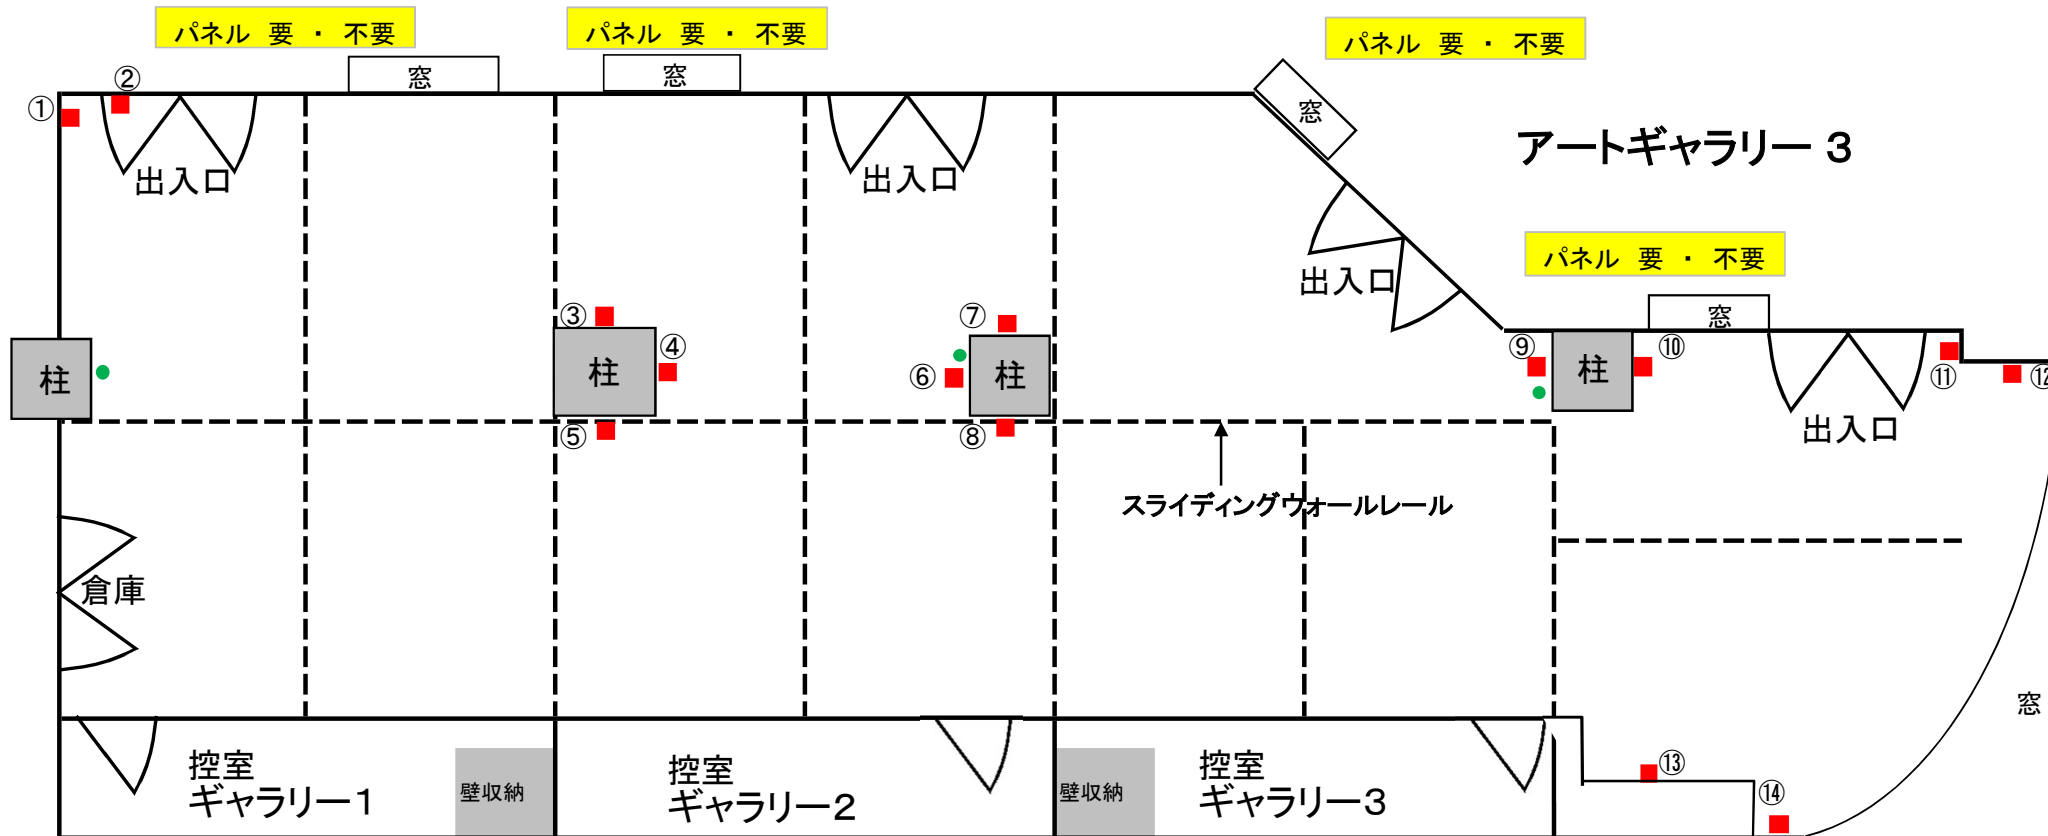 パネル 要 ・ 不要
パネル 要 ・ 不要
パネル 要 ・ 不要
窓
窓
窓
①
②
アートギャラリー 3
出入口
出入口
出入口
パネル 要 ・ 不要
窓
③
④
⑤
⑥
⑦
⑧
⑨
⑩
⑪
⑫
柱
柱
柱
柱
出入口
スライディングウォールレール
倉庫
窓
控室
ギャラリー1
壁収納
控室
ギャラリー2
壁収納
控室
ギャラリー3
⑬
⑭